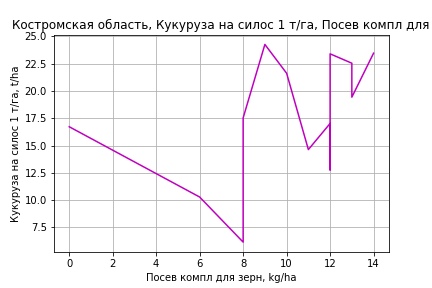 Костромская область, Кукуруза на силос 1 т/га, Посев компл для
25.0
22.5
20.0
17.5
15.0
12.5
10.0
7.5
Кукуруза на силос 1 т/га, t/ha
0 2 4 6 8 10 12 14
Посев компл для зерн, kg/ha